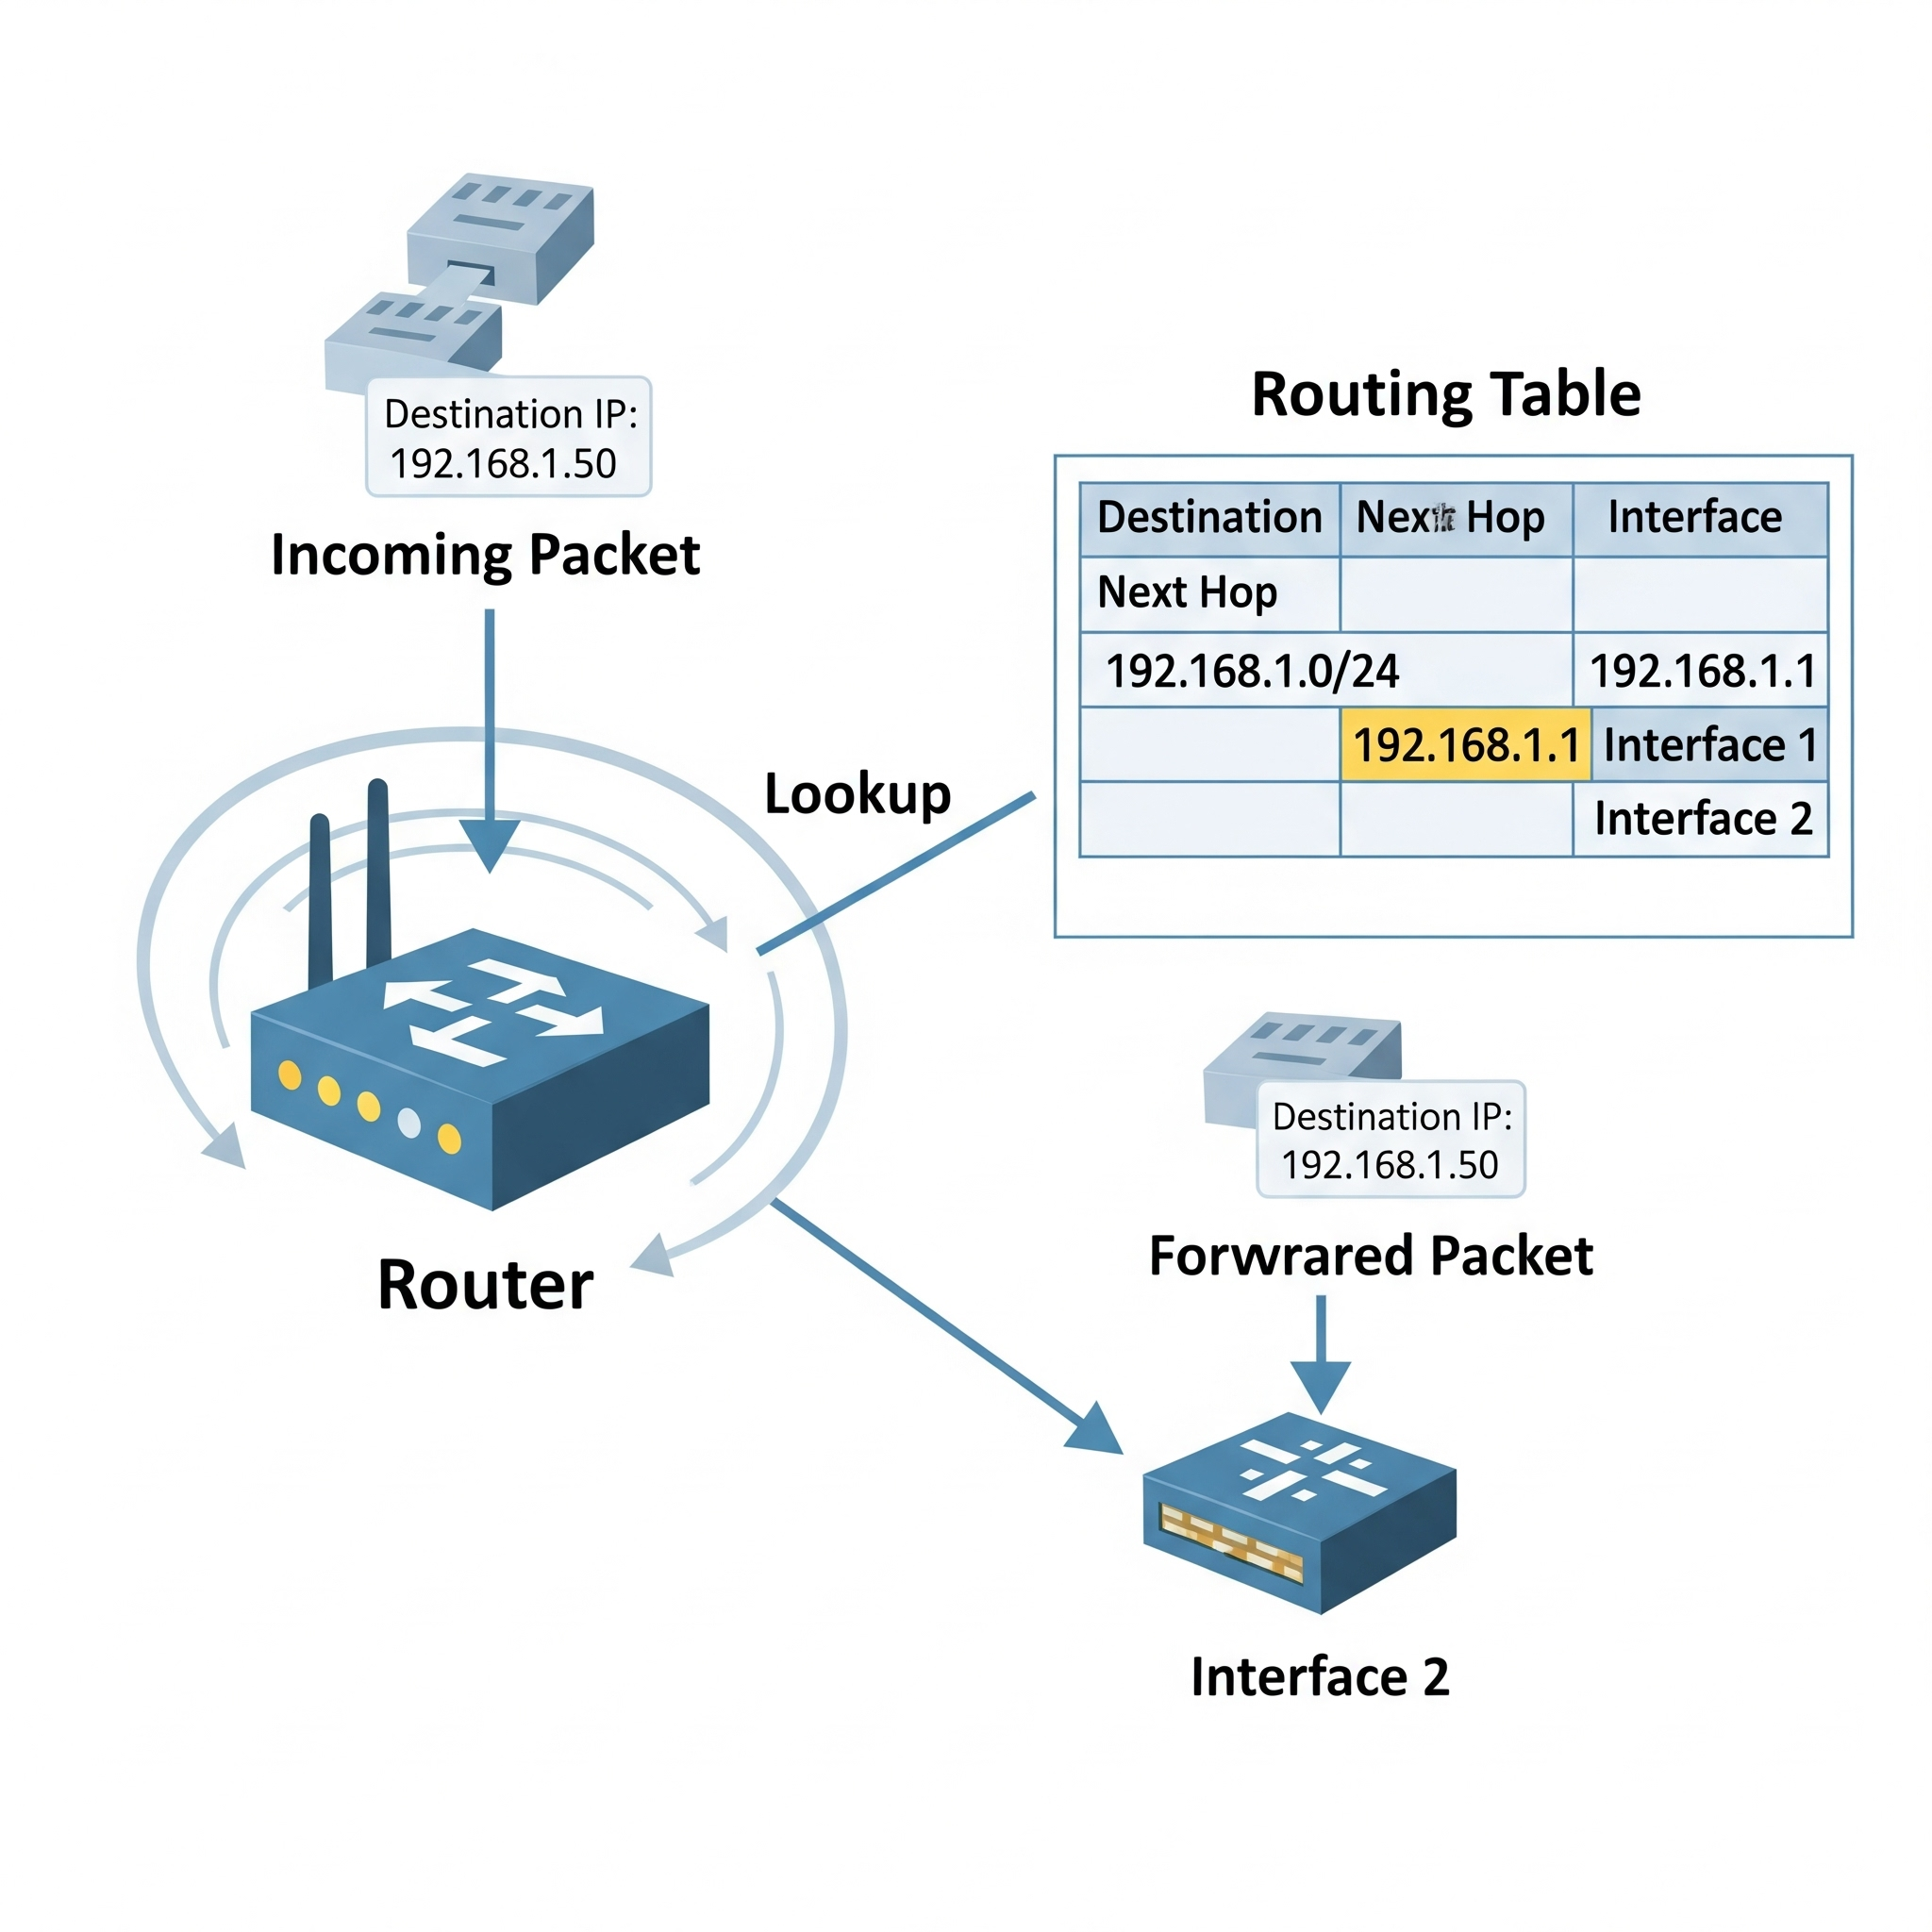 Destination IP:
192.168.1.50
Incoming Packet
Lookup
Router
Routing Table
Destination Hop Interface
Next Hop
192.168.1.0/24 192.168.1.1
192.168.1.1 Interface 1
Interface 2
Destination IP:
192.168.1.50
Forwrared Packet
Interface 2